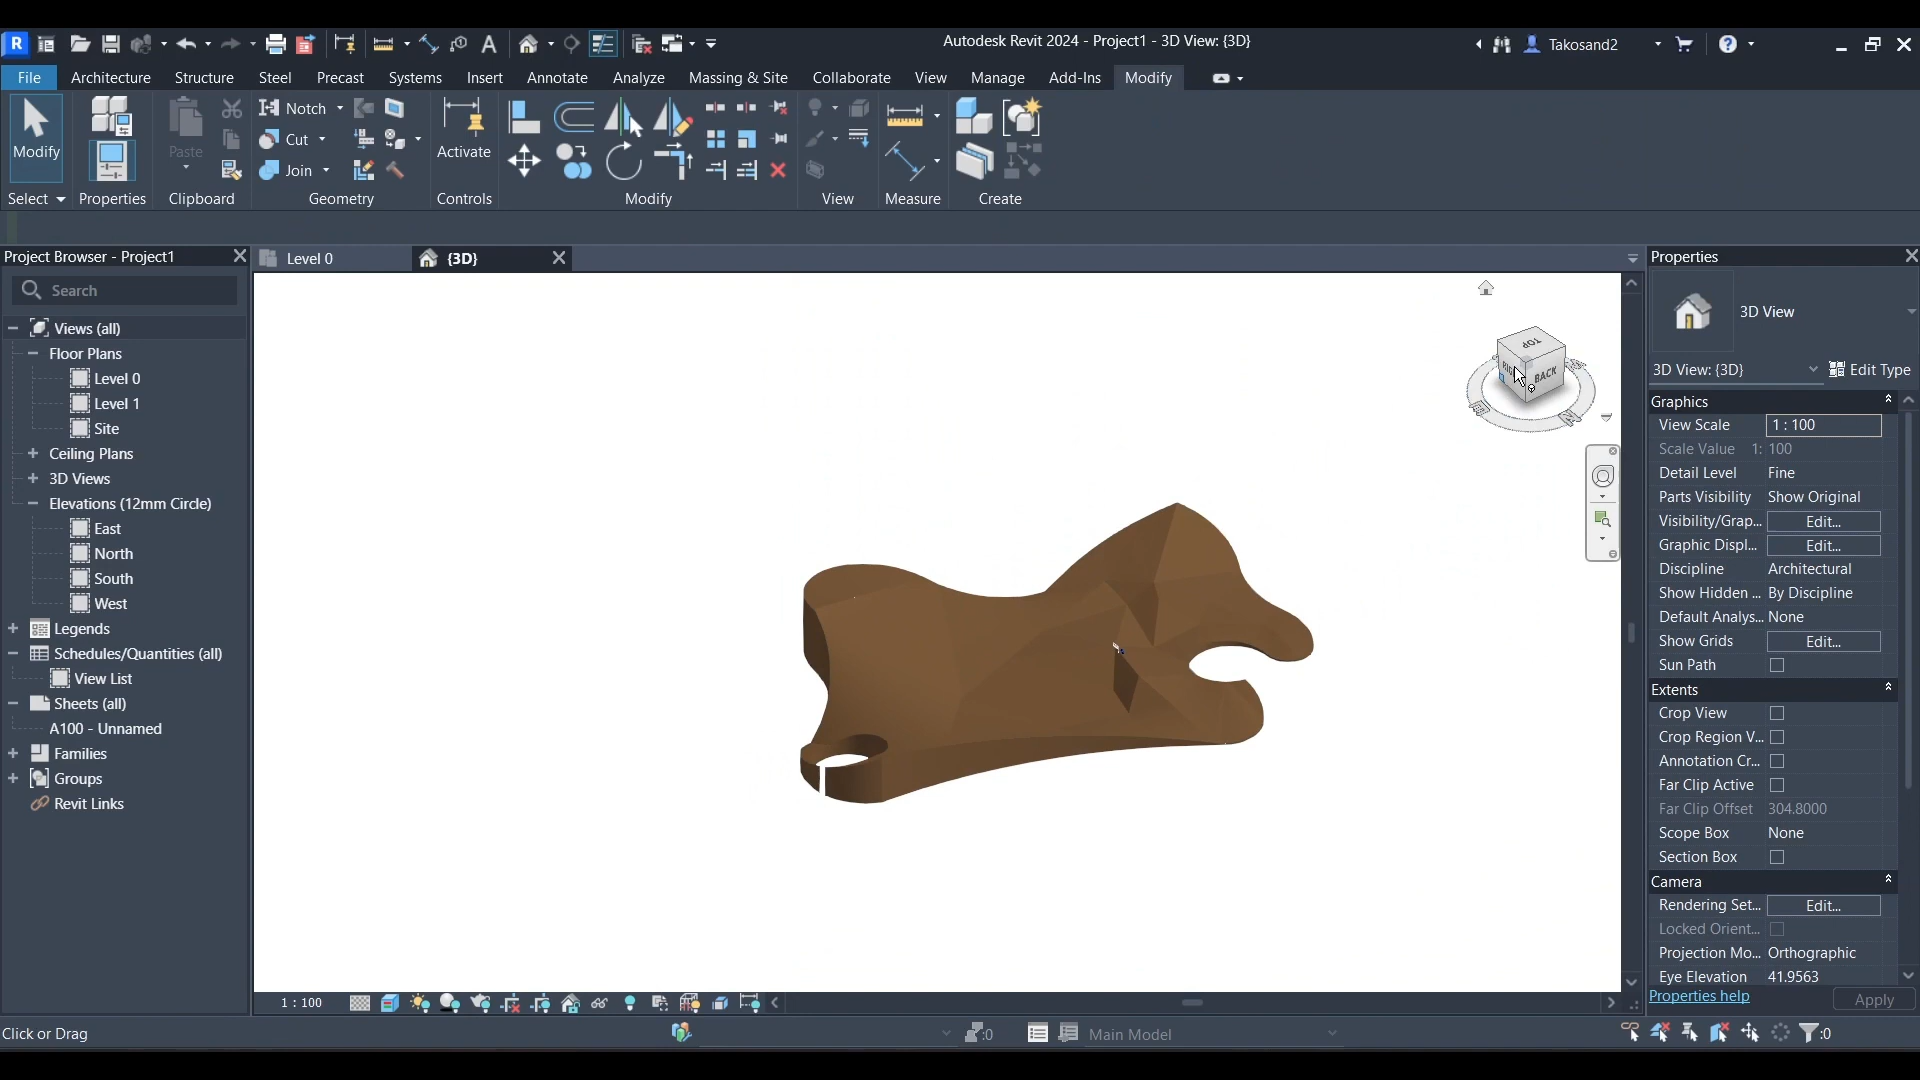 Autodesk Revit 2024 - Project1 - 3D View: {3D}
Takosand2
File Architecture Structure Steel Precast Systems Insert Annotate Analyze Massing & Site Collaborate View Manage Add-Ins Modify
Modify
Paste
Notch
Cut
Join
Activate
Select Properties Clipboard Geometry Controls Modify View Measure Create
Project Browser - Project1
Search
Views (all)
Floor Plans
Level 0
Level 1
Site
Ceiling Plans
3D Views
Elevations (12mm Circle)
East
North
South
West
Legends
Schedules/Quantities (all)
View List
Sheets (all)
A100 - Unnamed
Families
Groups
Revit Links
Level 0
{3D}
TOP
BACK
Properties
3D View
3D View: {3D} Edit Type
Graphics
View Scale 1 : 100
Scale Value 1: 100
Detail Level Fine
Parts Visibility Show Original
Visibility/Grap... Edit...
Graphic Displ... Edit...
Discipline Architectural
Show Hidden ... By Discipline
Default Analys... None
Show Grids Edit...
Sun Path
Extents
Crop View
Crop Region V...
Annotation Cr...
Far Clip Active
Far Clip Offset 304.8000
Scope Box None
Section Box
Camera
Rendering Set... Edit...
Locked Orient...
Projection Mo... Orthographic
Eye Elevation 41.9563
Properties help Apply
1 : 100
Click or Drag
:0
Main Model
:0